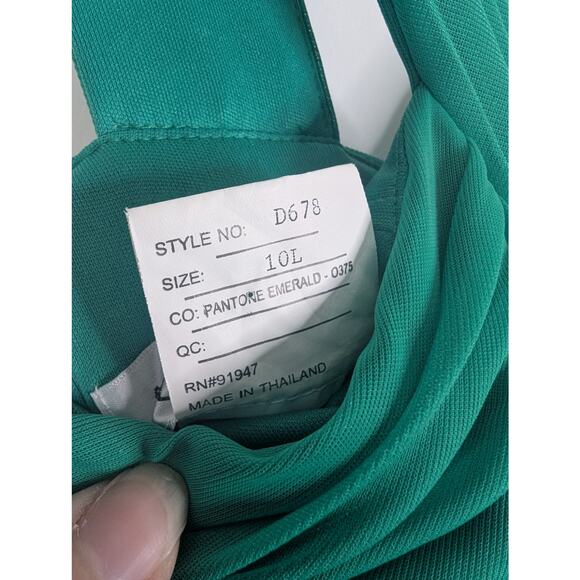 STYLE NO: D678
SIZE: 10L
CO: PANTONE EMERALD - 0375
QC:
RN#91947
MADE IN THAILAND